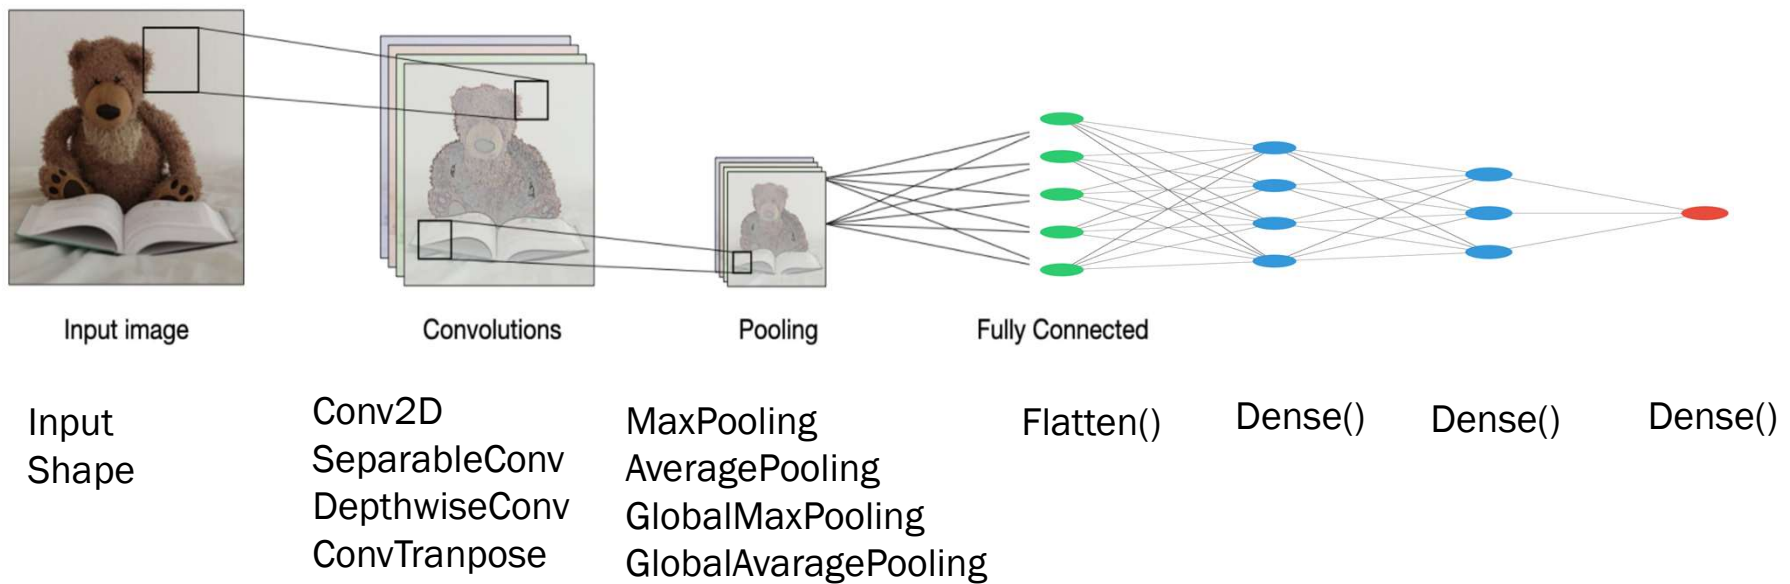 Input image
Convolutions
Pooling
Fully Connected
Input
Shape
Conv2D
SeparableConv
DepthwiseConv
ConvTranpose
MaxPooling
AveragePooling
GlobalMaxPooling
GlobalAvaragePooling
Flatten()
Dense()
Dense()
Dense()